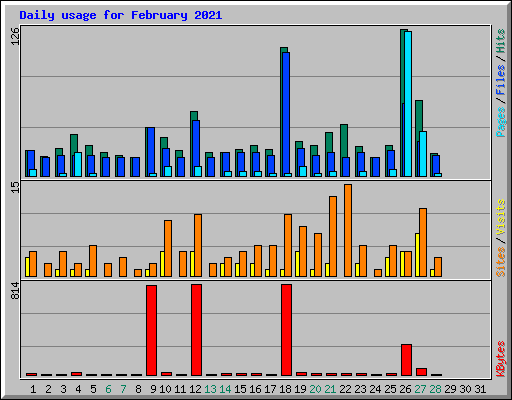 Daily usage for February 2021
126
Pages / Files / Hits
15
Sites / Visits
814
KBytes
1 2 3 4 5 6 7 8 9 10 11 12 13 14 15 16 17 18 19 20 21 22 23 24 25 26 27 28 29 30 31